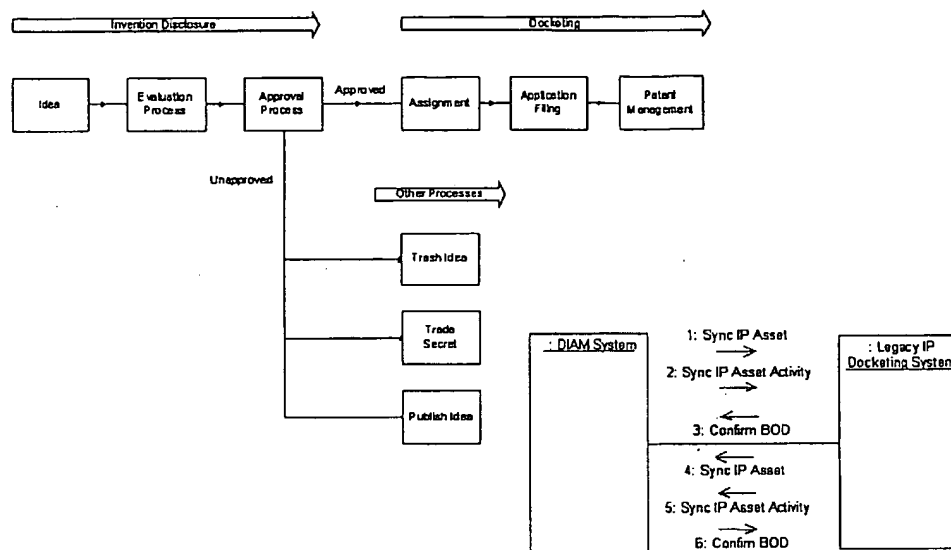 Invention Disclosure
Docketing
Idea
Evaluation
Process
Approval
Process
Approved
Assignment
Application
Filing
Patent
Management
Unapproved
Other Processes
Trash Idea
Trade
Secret
Publish Idea
: DIAM System
1: Sync IP Asset
2: Sync IP Asset Activity
3: Confirm BOD
4: Sync IP Asset
5: Sync IP Asset Activity
6: Confirm BOD
: Legacy IP
Docketing System